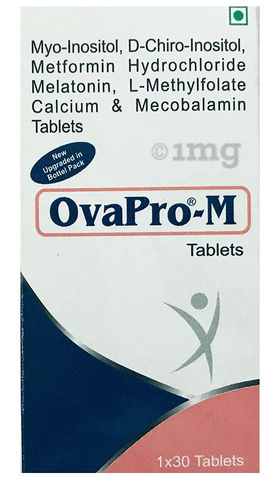 Myo-Inositol, D-Chiro-Inositol,
Metformin Hydrochloride
Melatonin, L-Methylfolate
Calcium & Mecobalamin
Tablets
New
Upgraded in
Bottel Pack
©1mg
OvaPro®-M
Tablets
1x30 Tablets